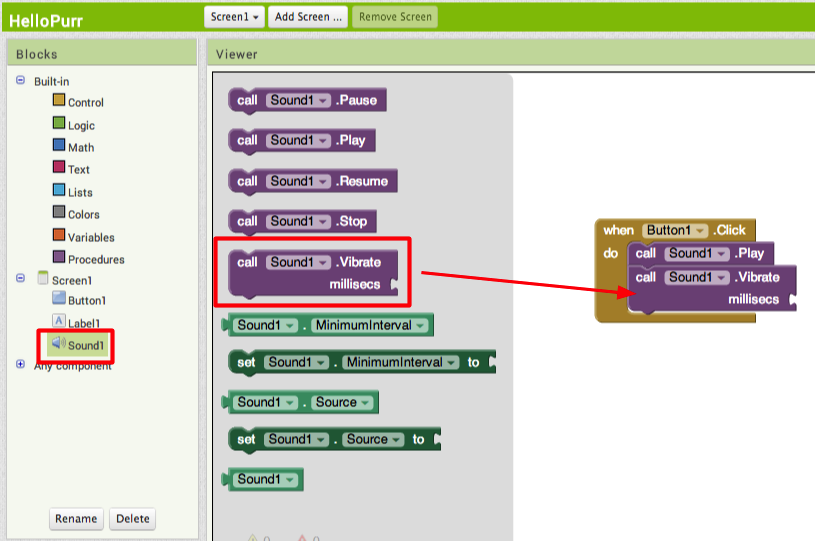 HelloPurr
Screen1 Add Screen ... Remove Screen
Blocks
Built-in
Control
Logic
Math
Text
Lists
Colors
Variables
Procedures
Screen1
Button1
A Label1
Sound1
Any component
Rename Delete
Viewer
call Sound1 .Pause
call Sound1 .Play
call Sound1 .Resume
call Sound1 .Stop
call Sound1 .Vibrate
millisecs
Sound1 . MinimumInterval
set Sound1 . MinimumInterval to
Sound1 . Source
set Sound1 . Source to
Sound1
when Button1 .Click
do call Sound1 .Play
call Sound1 .Vibrate
millisecs